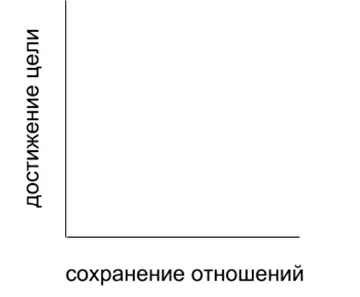 достижение цели
сохранение отношений